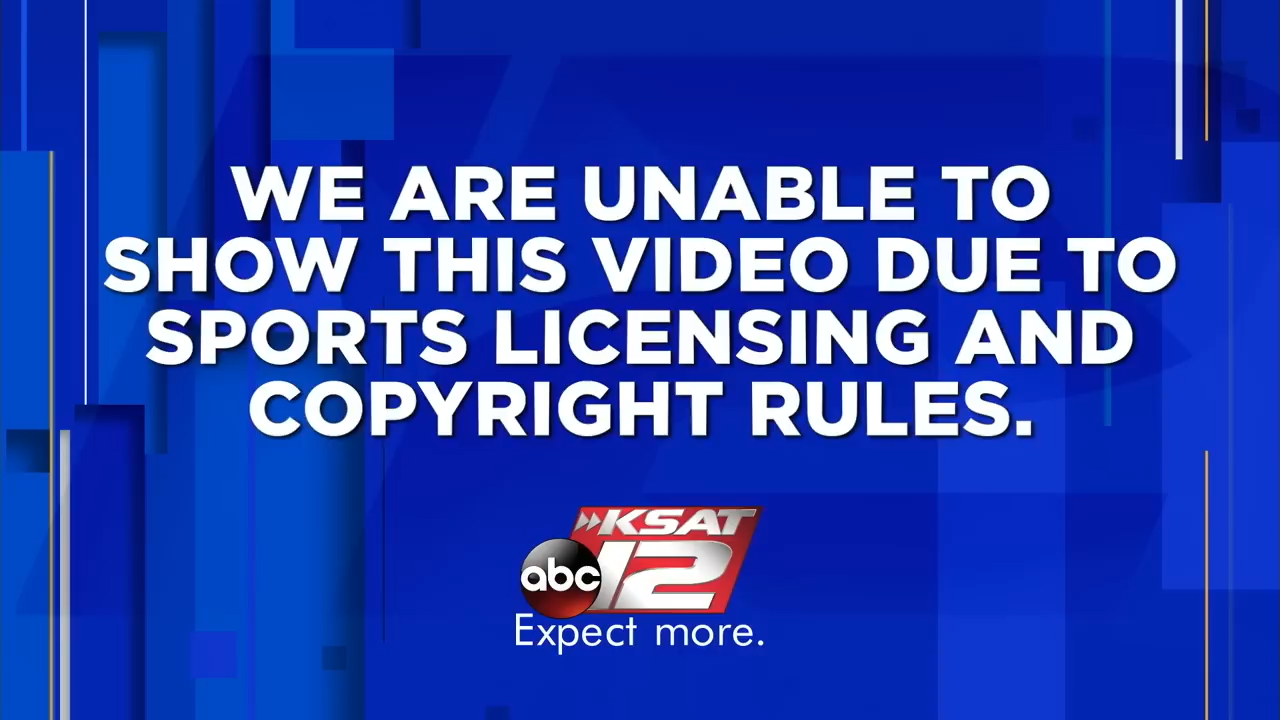 WE ARE UNABLE TO
SHOW THIS VIDEO DUE TO
SPORTS LICENSING AND
COPYRIGHT RULES.
KSAT
abc 12
Expect more.